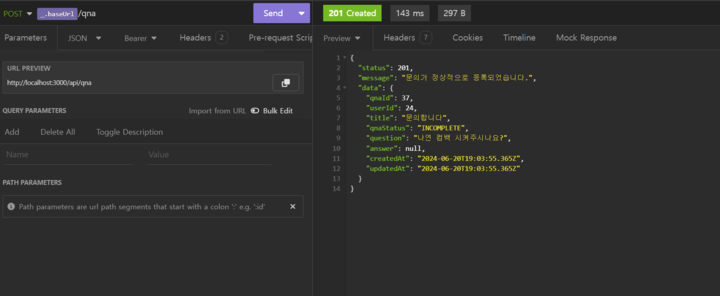 POST _.baseUrl /qna Send
Parameters JSON Bearer Headers 2 Pre-request Scrip
URL PREVIEW
http://localhost:3000/api/qna
QUERY PARAMETERS Import from URL Bulk Edit
Add Delete All Toggle Description
Name Value
PATH PARAMETERS
Path parameters are url path segments that start with a colon ':' e.g. ':id'
201 Created 143 ms 297 B
Preview Headers 7 Cookies Timeline Mock Response
1 {
2 "status": 201,
3 "message": "문의가 정상적으로 등록되었습니다.",
4 "data": {
5 "qnaId": 37,
6 "userId": 24,
7 "title": "문의합니다",
8 "qnaStatus": "INCOMPLETE",
9 "question": "나연 컴백 시켜주시나요?",
10 "answer": null,
11 "createdAt": "2024-06-20T19:03:55.365Z",
12 "updatedAt": "2024-06-20T19:03:55.365Z"
13 }
14 }